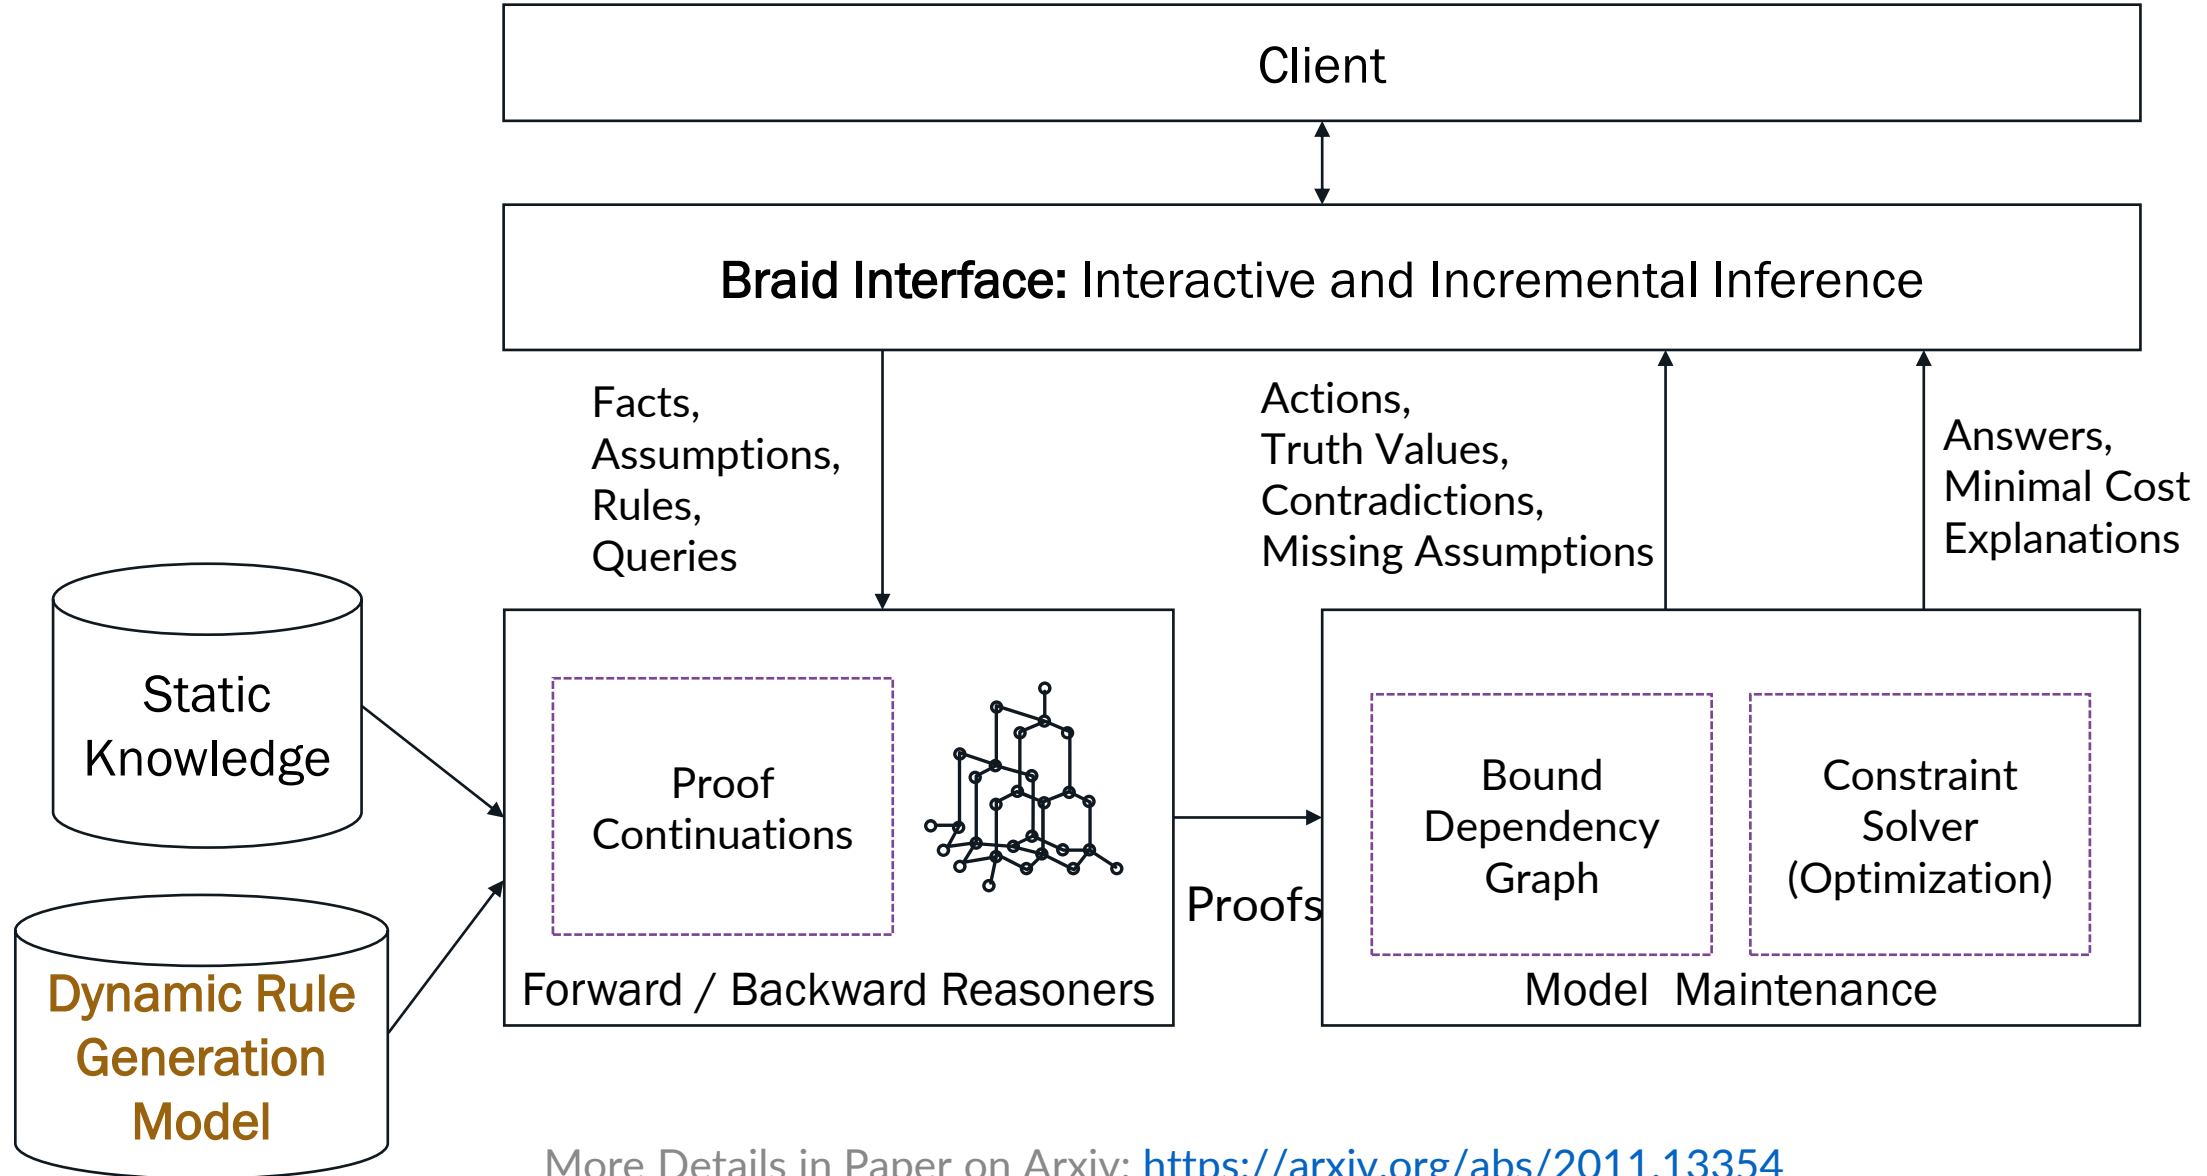 Client
Braid Interface: Interactive and Incremental Inference
Facts,
Assumptions,
Rules,
Queries
Actions,
Truth Values,
Contradictions,
Missing Assumptions
Answers,
Minimal Cost
Explanations
Static
Knowledge
Dynamic Rule
Generation
Model
Proof
Continuations
Forward / Backward Reasoners
Proofs
Bound
Dependency
Graph
Constraint
Solver
(Optimization)
Model Maintenance
More Details in Paper on Arxiv: https://arxiv.org/abs/2011.13354